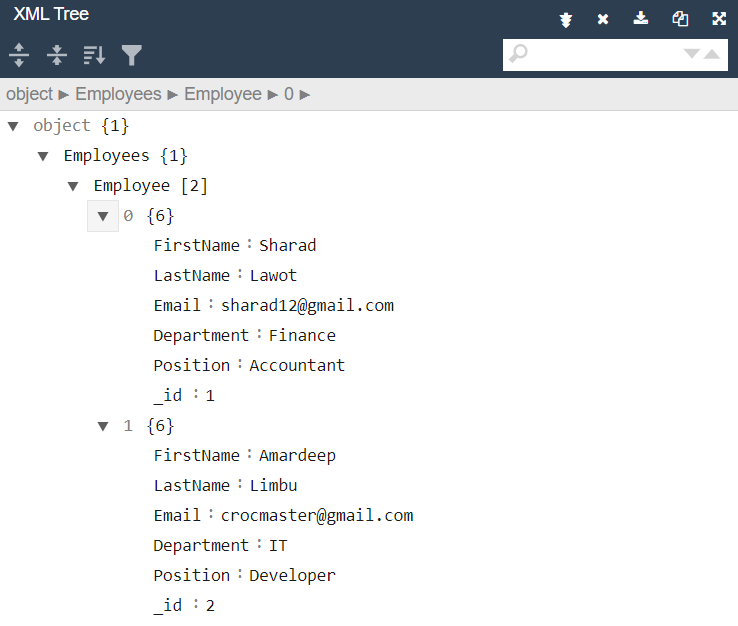 XML Tree
object ▶ Employees ▶ Employee ▶ 0 ▶
▼ object {1}
▼ Employees {1}
▼ Employee [2]
▼ 0 {6}
FirstName : Sharad
LastName : Lawot
Email : sharad12@gmail.com
Department : Finance
Position : Accountant
_id : 1
▼ 1 {6}
FirstName : Amardeep
LastName : Limbu
Email : crocmaster@gmail.com
Department : IT
Position : Developer
_id : 2